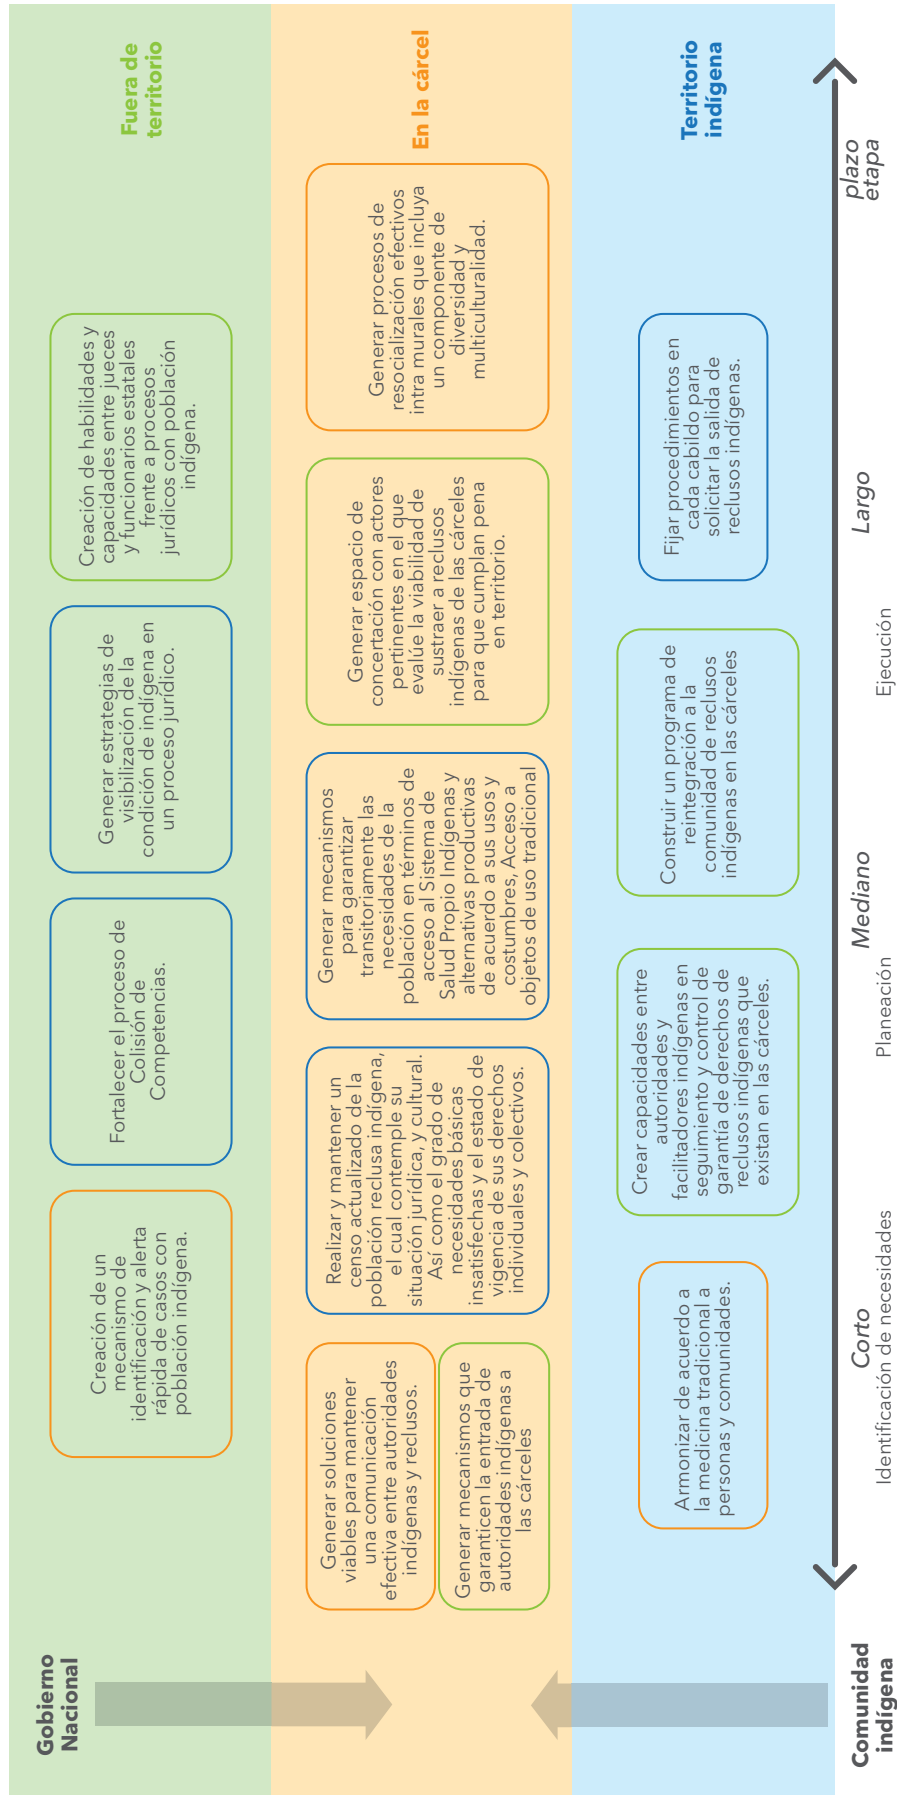 Gobierno
Nacional
Fuera de
territorio
Creación de un
mecanismo de
identificación y alerta
rápida de casos con
población indígena.
Fortalecer el proceso de
Colisión de
Competencias.
Generar estrategias de
visibilización de la
condición de indígena en
un proceso jurídico.
Creación de habilidades y
capacidades entre jueces
y funcionarios estatales
frente a procesos
jurídicos con población
indígena.
En la cárcel
Generar soluciones
viables para mantener
una comunicación
efectiva entre autoridades
indígenas y reclusos.
Generar mecanismos que
garanticen la entrada de
autoridades indígenas a
las cárceles
Realizar y mantener un
censo actualizado de la
población reclusa indígena,
el cual contemple su
situación jurídica, y cultural.
Así como el grado de
necesidades básicas
insatisfechas y el estado de
vigencia de sus derechos
individuales y colectivos.
Generar mecanismos
para garantizar
transitoriamente las
necesidades de la
población en términos de
acceso al Sistema de
Salud Propio Indígenas y
alternativas productivas
de acuerdo a sus usos y
costumbres, Acceso a
objetos de uso tradicional
Generar espacio de
concertación con actores
pertinentes en el que
evalúe la viabilidad de
sustraer a reclusos
indígenas de las cárceles
para que cumplan pena
en territorio.
Generar procesos de
resocialización efectivos
intra murales que incluya
un componente de
diversidad y
multiculturalidad.
Territorio
indígena
Armonizar de acuerdo a
la medicina tradicional a
personas y comunidades.
Crear capacidades entre
autoridades y
facilitadores indígenas en
seguimiento y control de
garantía de derechos de
reclusos indígenas que
existan en las cárceles.
Construir un programa de
reintegración a la
comunidad de reclusos
indígenas en las cárceles
Fijar procedimientos en
cada cabildo para
solicitar la salida de
reclusos indígenas.
Comunidad
indígena
Corto
Mediano
Largo
plazo
etapa
Identificación de necesidades
Planeación
Ejecución